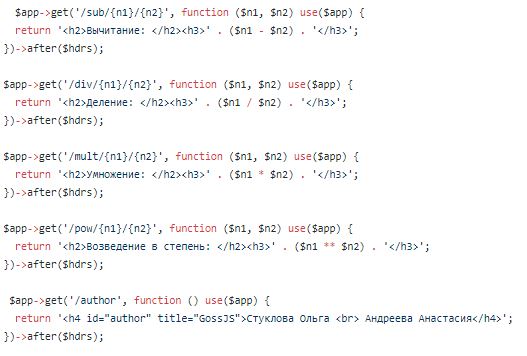 $app->get('/sub/{n1}/{n2}', function ($n1, $n2) use($app) {
return '<h2>Вычитание: </h2><h3>' . ($n1 - $n2) . '</h3>';
})->after($hdrs);
$app->get('/div/{n1}/{n2}', function ($n1, $n2) use($app) {
return '<h2>Деление: </h2><h3>' . ($n1 / $n2) . '</h3>';
})->after($hdrs);
$app->get('/mult/{n1}/{n2}', function ($n1, $n2) use($app) {
return '<h2>Умножение: </h2><h3>' . ($n1 * $n2) . '</h3>';
})->after($hdrs);
$app->get('/pow/{n1}/{n2}', function ($n1, $n2) use($app) {
return '<h2>Возведение в степень: </h2><h3>' . ($n1 ** $n2) . '</h3>';
})->after($hdrs);
$app->get('/author', function () use($app) {
return '<h4 id="author" title="GossJS">Стуклова Ольга <br> Андреева Анастасия</h4>';
})->after($hdrs);